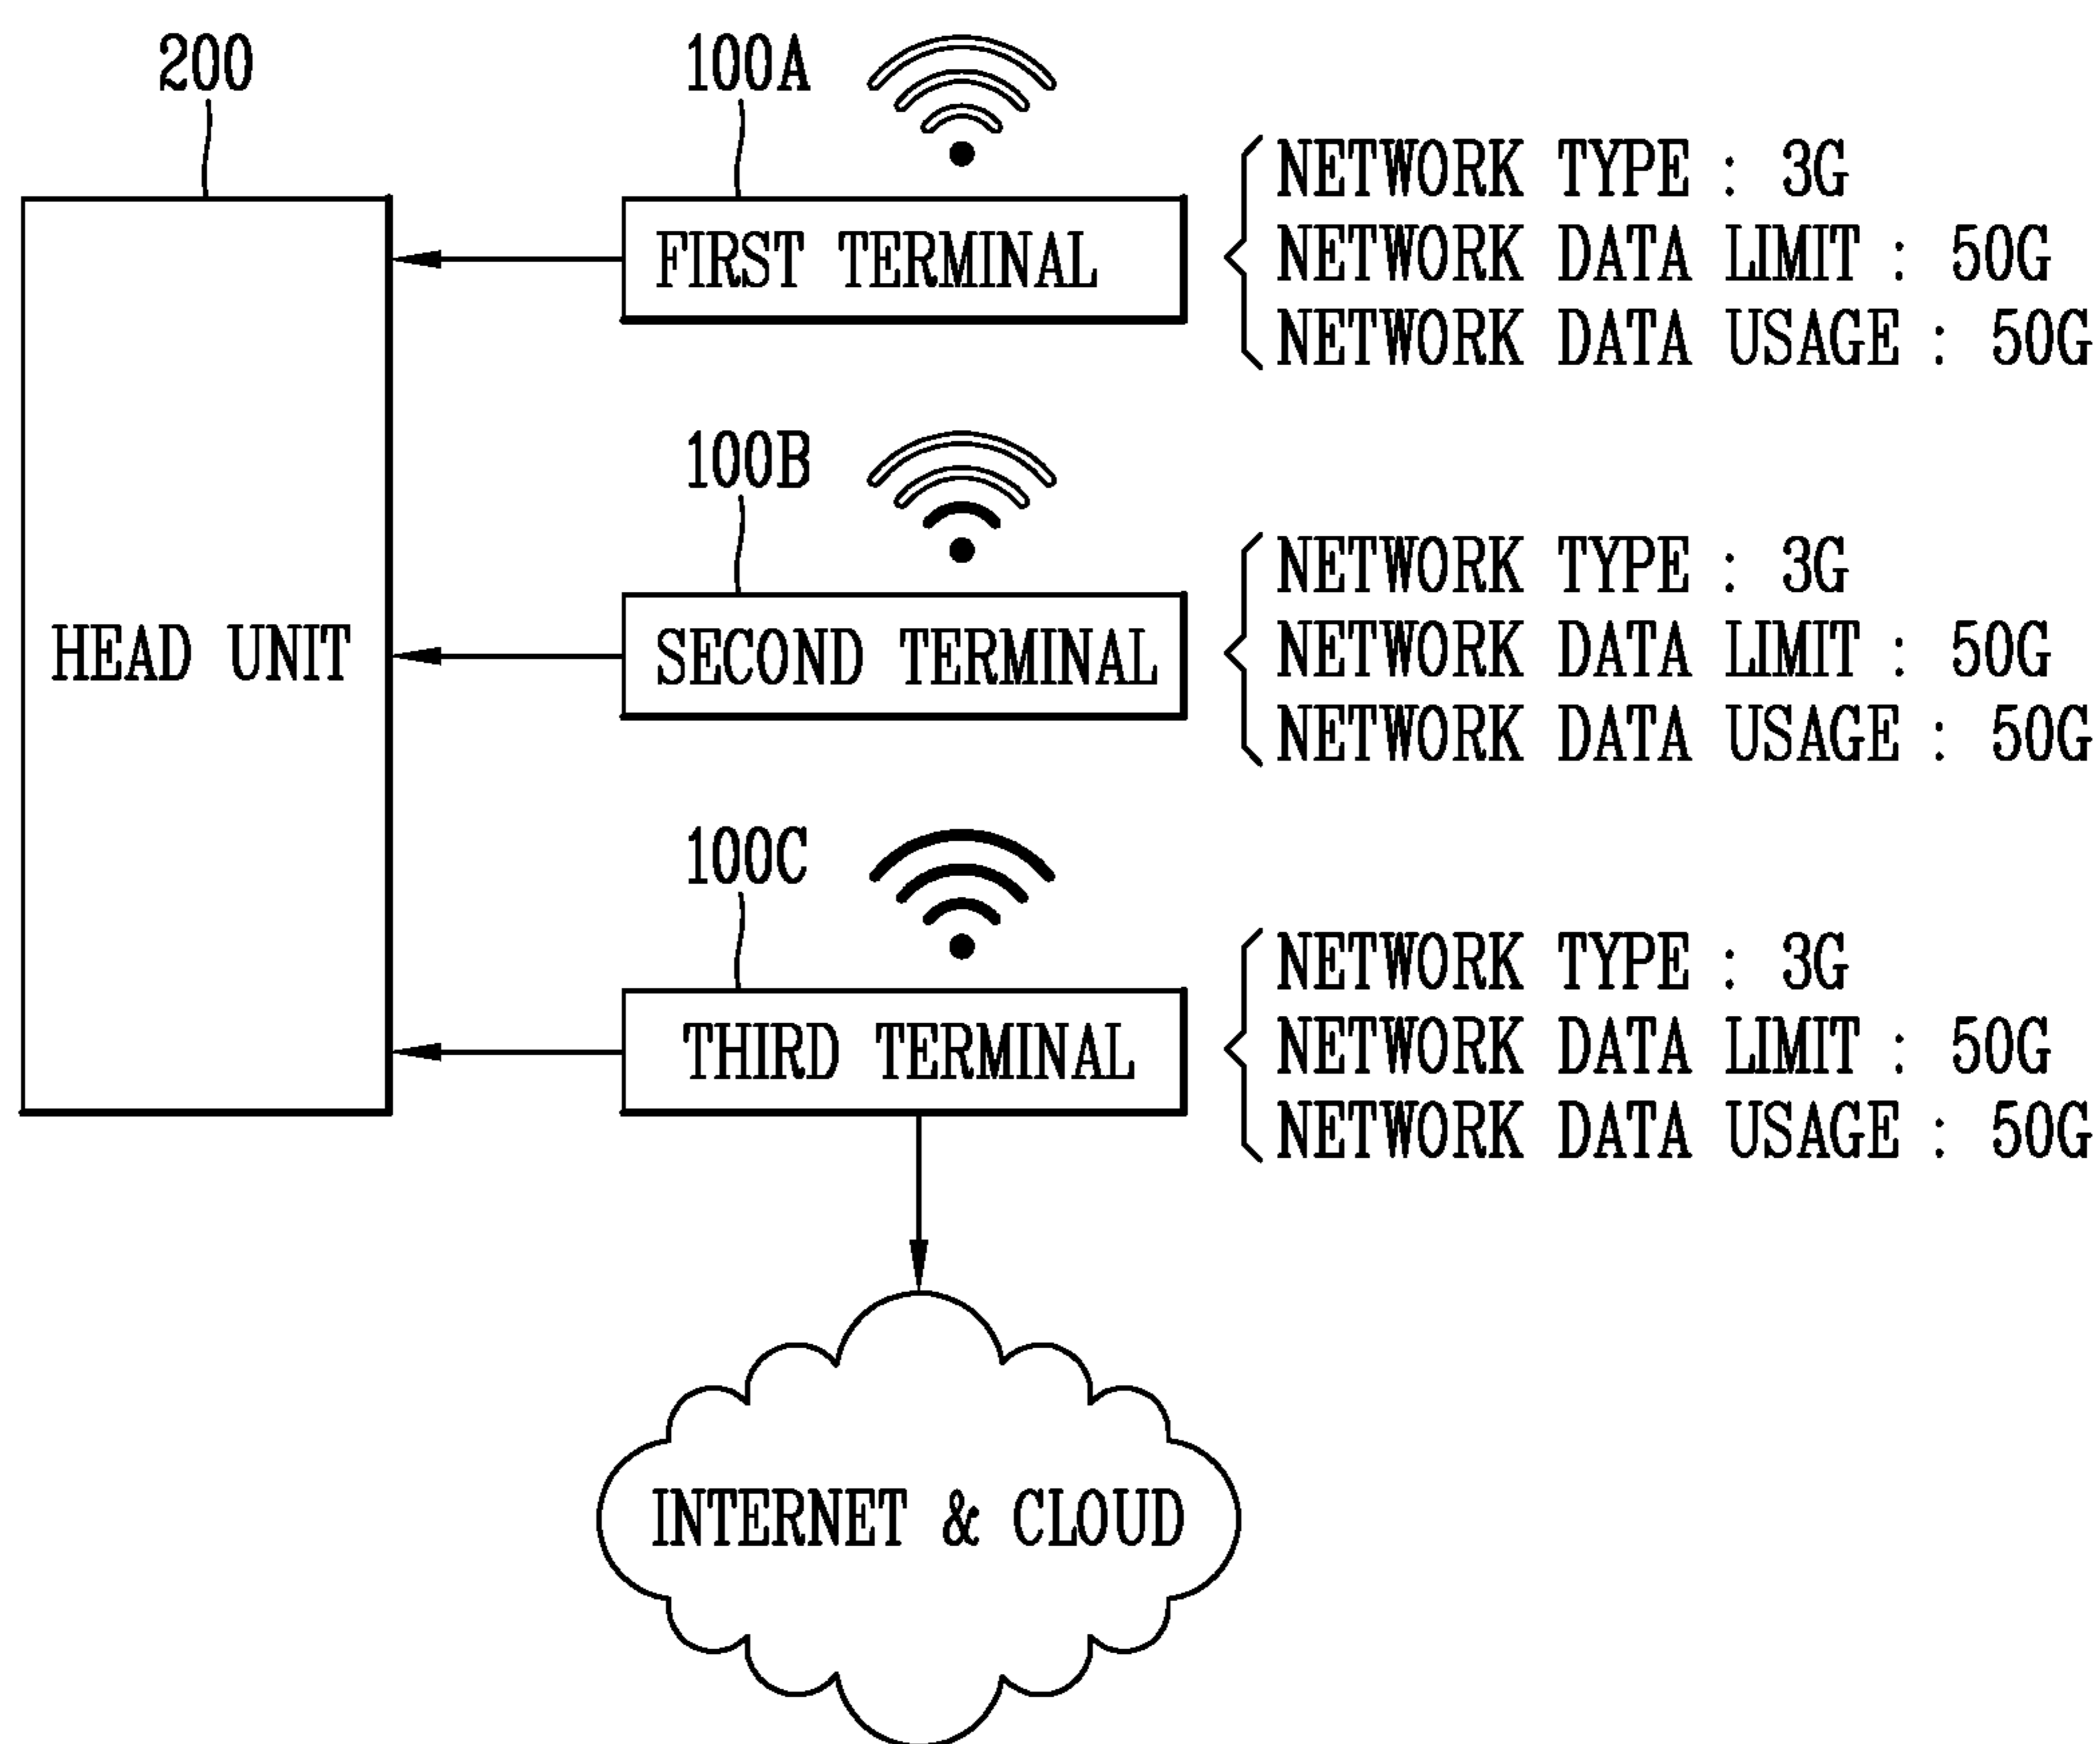 200
100A
NETWORK TYPE : 3G
FIRST TERMINAL
NETWORK DATA LIMIT : 50G
NETWORK DATA USAGE : 50G
100B
NETWORK TYPE : 3G
HEAD UNIT
SECOND TERMINAL
NETWORK DATA LIMIT : 50G
NETWORK DATA USAGE : 50G
100C
NETWORK TYPE : 3G
THIRD TERMINAL
NETWORK DATA LIMIT : 50G
NETWORK DATA USAGE : 50G
INTERNET & CLOUD